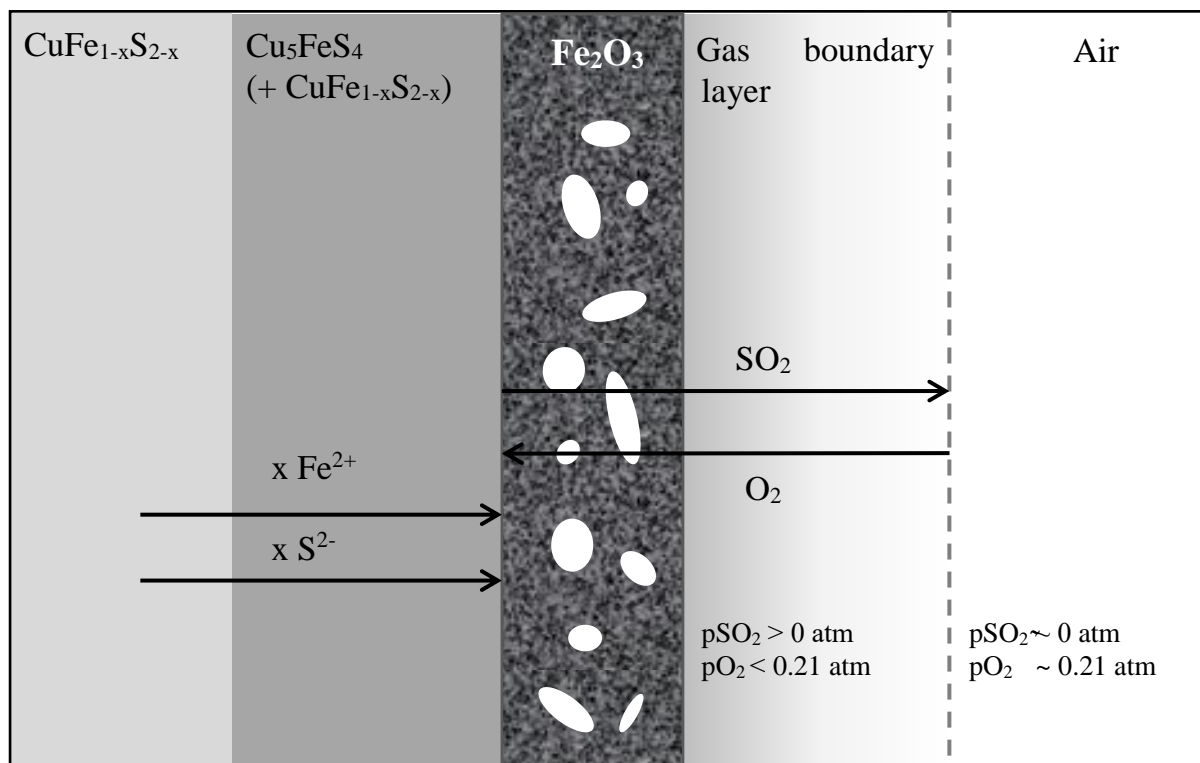 CuFe₁₋ₓS₂₋ₓ
Cu₅FeS₄
(+ CuFe₁₋ₓS₂₋ₓ)
Fe₂O₃
Gas boundary
layer
Air
SO₂
O₂
x Fe²⁺
x S²⁻
pSO₂ > 0 atm
pO₂ < 0.21 atm
pSO₂ ~ 0 atm
pO₂ ~ 0.21 atm